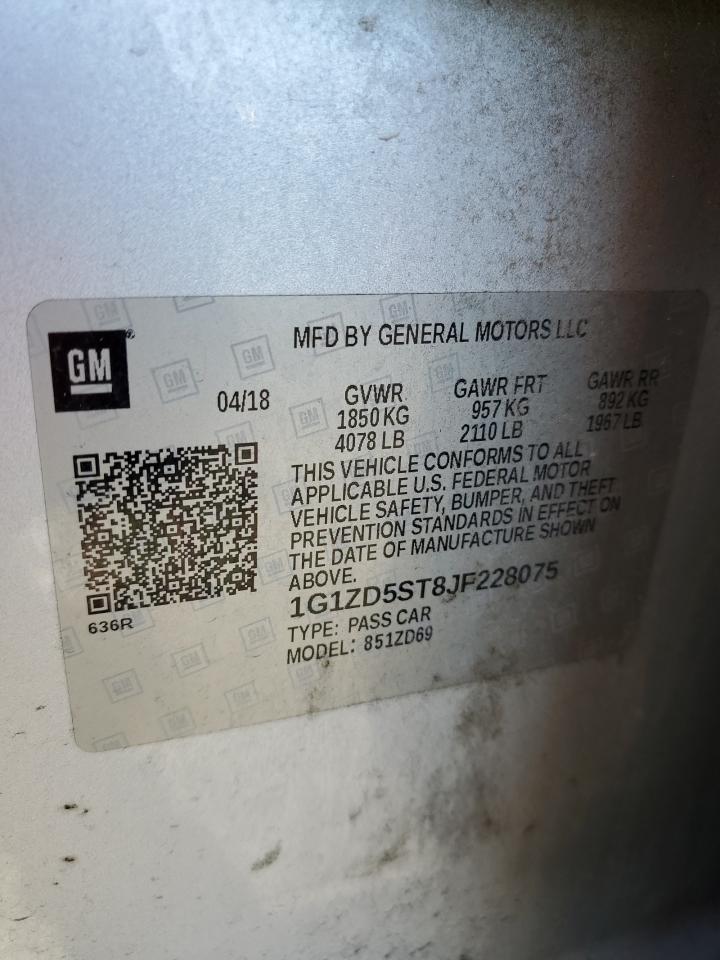 GM
MFD BY GENERAL MOTORS LLC
04/18
GVWR GAWR FRT GAWR RR
1850 KG 957 KG 892 KG
4078 LB 2110 LB 1967 LB
THIS VEHICLE CONFORMS TO ALL
APPLICABLE U.S. FEDERAL MOTOR
VEHICLE SAFETY, BUMPER, AND THEFT
PREVENTION STANDARDS IN EFFECT ON
THE DATE OF MANUFACTURE SHOWN
ABOVE.
1G1ZD5ST8JF228075
TYPE: PASS CAR
MODEL: 851ZD69
636R